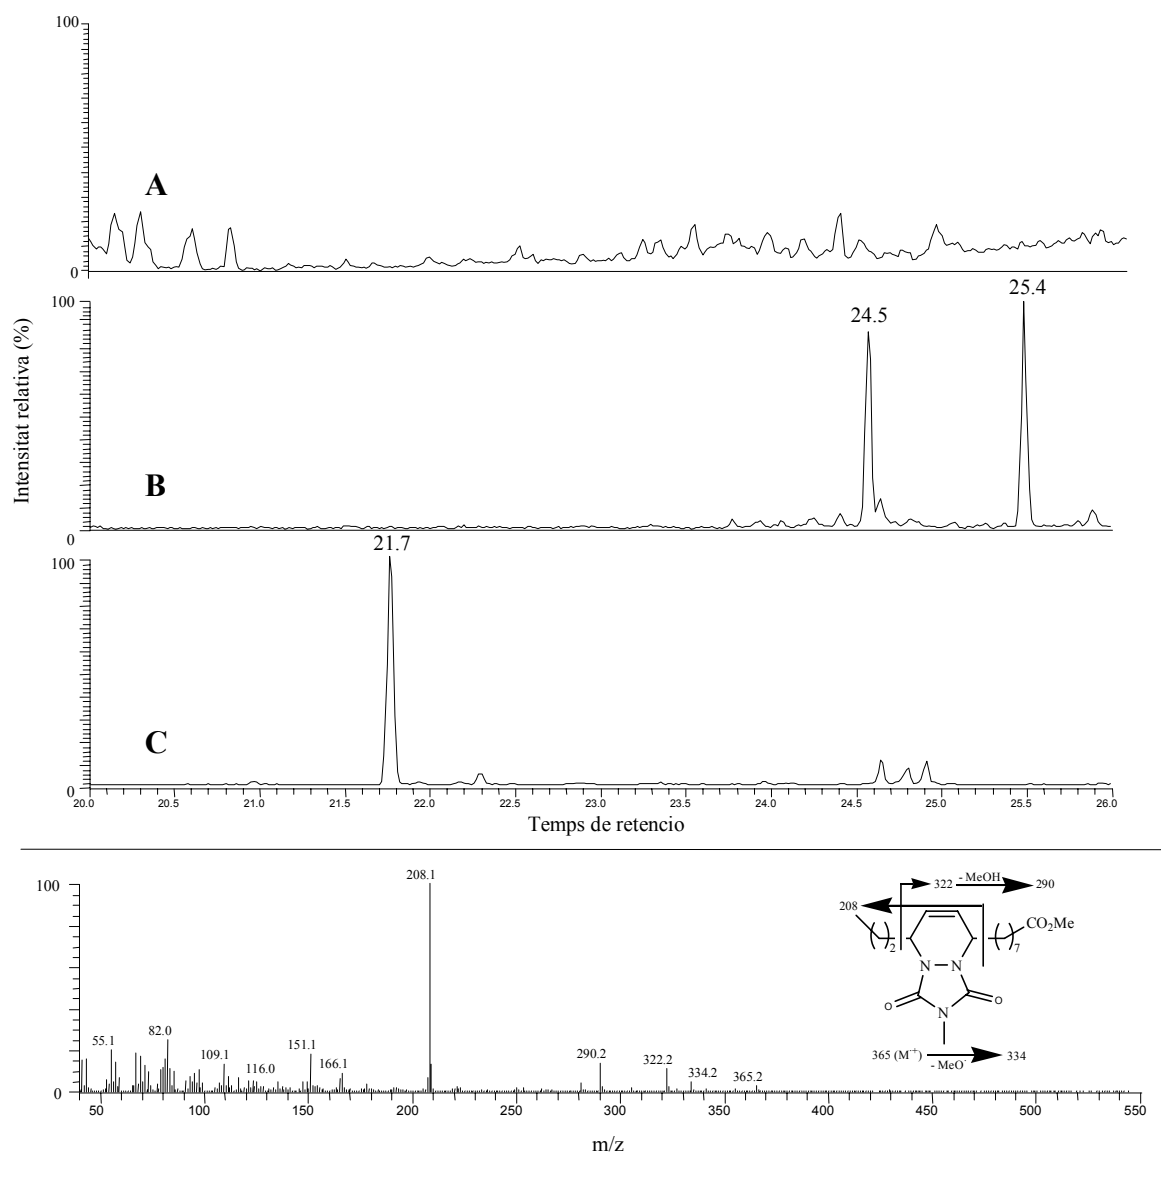 100
A
0
Intensitat relativa (%)
100
24.5
25.4
B
0
100
21.7
C
0
20.0 20.5 21.0 21.5 22.0 22.5 23.0 23.5 24.0 24.5 25.0 25.5 26.0
Temps de retencio
100
208.1
55.1
82.0
109.1
116.0
151.1
166.1
290.2
322.2
334.2
365.2
0
50 100 150 200 250 300 350 400 450 500 550
m/z
322 - MeOH 290
208
CO2Me
( )2
( )7
N N
O O
N
365 (M·+) - MeO· 334